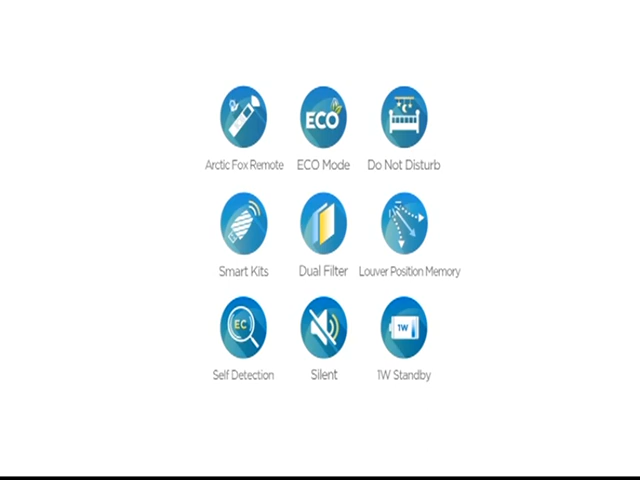 ECO
Arctic Fox Remote
ECO Mode
Do Not Disturb
Smart Kits
Dual Filter
Louver Position Memory
EC
1W
Self Detection
Silent
1W Standby